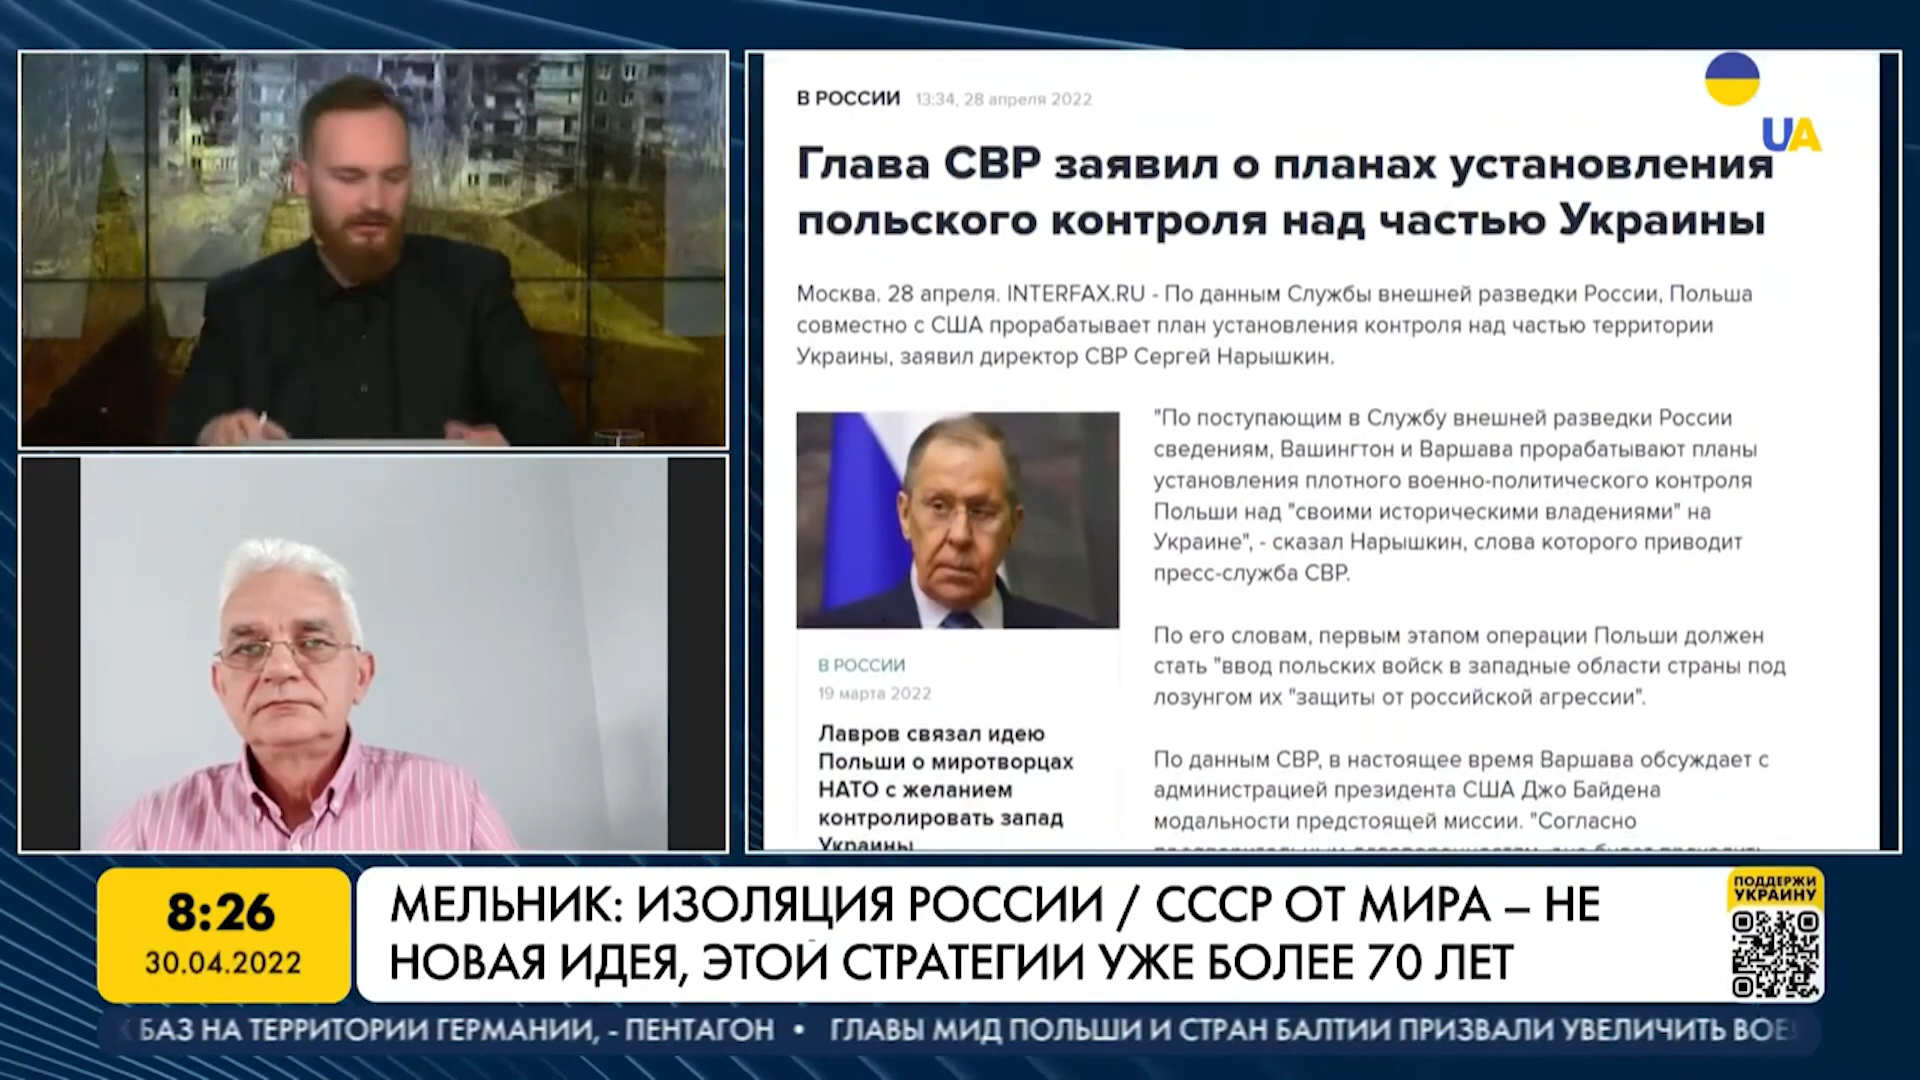 В РОССИИ 13:34, 28 апреля 2022
UA
Глава СВР заявил о планах установления
польского контроля над частью Украины
Москва. 28 апреля. INTERFAX.RU - По данным Службы внешней разведки России, Польша
совместно с США прорабатывает план установления контроля над частью территории
Украины, заявил директор СВР Сергей Нарышкин.
"По поступающим в Службу внешней разведки России
сведениям, Вашингтон и Варшава прорабатывают планы
установления плотного военно-политического контроля
Польши над "своими историческими владениями" на
Украине", - сказал Нарышкин, слова которого приводит
пресс-служба СВР.
По его словам, первым этапом операции Польши должен
стать "ввод польских войск в западные области страны под
лозунгом их "защиты от российской агрессии".
По данным СВР, в настоящее время Варшава обсуждает с
администрацией президента США Джо Байдена
модальности предстоящей миссии. "Согласно
В РОССИИ
19 марта 2022
Лавров связал идею
Польши о миротворцах
НАТО с желанием
контролировать запад
Украины
8:26
30.04.2022
МЕЛЬНИК: ИЗОЛЯЦИЯ РОССИИ / СССР ОТ МИРА – НЕ
НОВАЯ ИДЕЯ, ЭТОЙ СТРАТЕГИИ УЖЕ БОЛЕЕ 70 ЛЕТ
ПОДДЕРЖИ
УКРАИНУ
БАЗ НА ТЕРРИТОРИИ ГЕРМАНИИ, - ПЕНТАГОН • ГЛАВЫ МИД ПОЛЬШИ И СТРАН БАЛТИИ ПРИЗВАЛИ УВЕЛИЧИТЬ ВОЕ